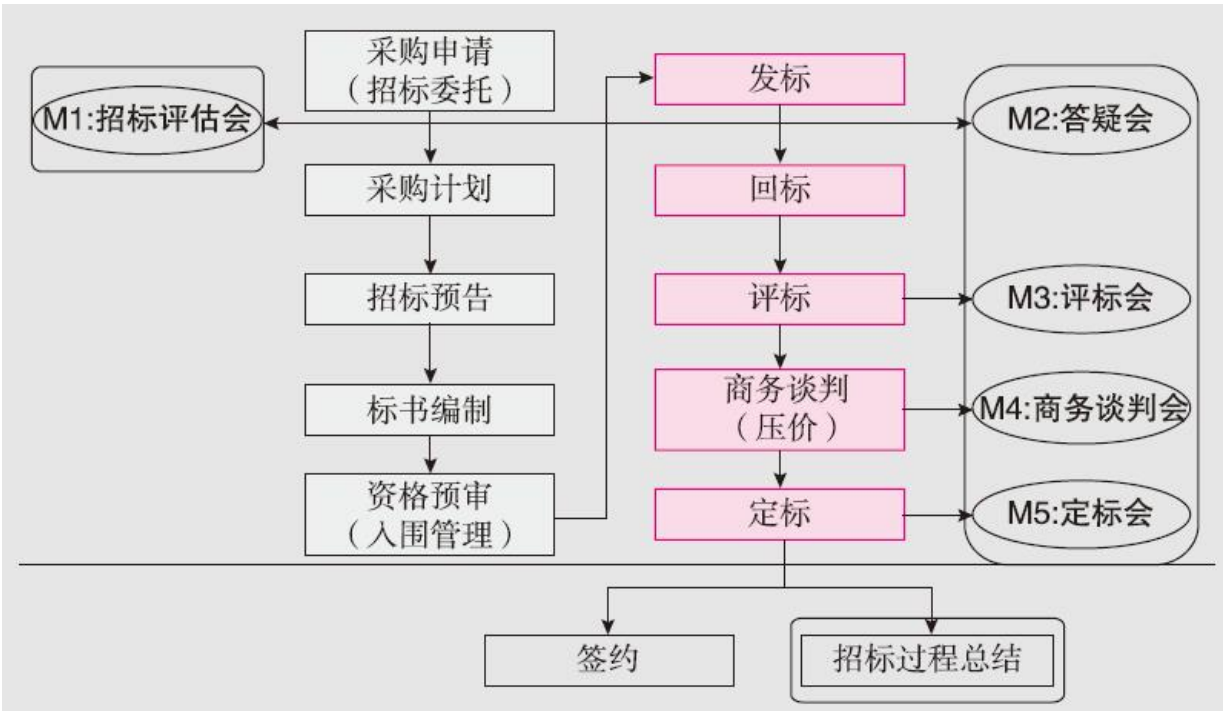 采购申请
（招标委托）
M1:招标评估会
采购计划
招标预告
标书编制
资格预审
（入围管理）
发标
回标
评标
商务谈判
（压价）
定标
M2:答疑会
M3:评标会
M4:商务谈判会
M5:定标会
签约
招标过程总结